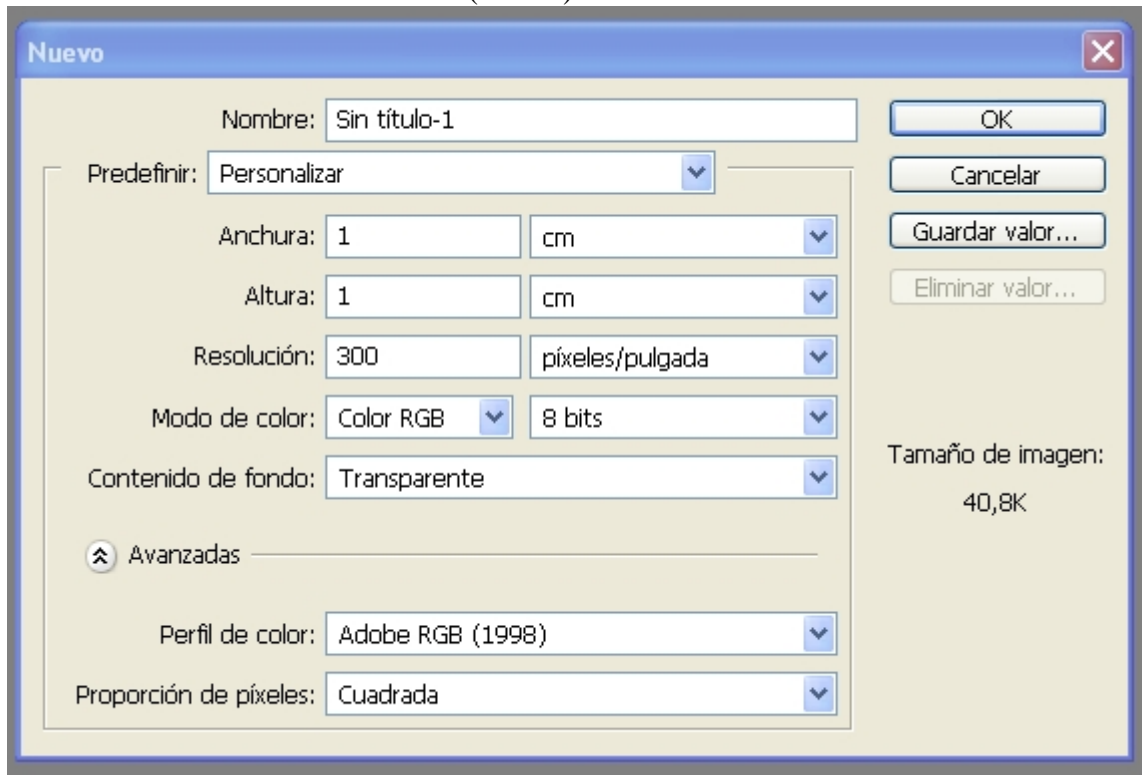 Nuevo
Nombre: Sin título-1
OK
Predefinir: Personalizar
Cancelar
Anchura: 1 cm
Guardar valor...
Altura: 1 cm
Eliminar valor...
Resolución: 300 píxeles/pulgada
Modo de color: Color RGB 8 bits
Contenido de fondo: Transparente
Tamaño de imagen:
40,8K
Avanzadas
Perfil de color: Adobe RGB (1998)
Proporción de píxeles: Cuadrada